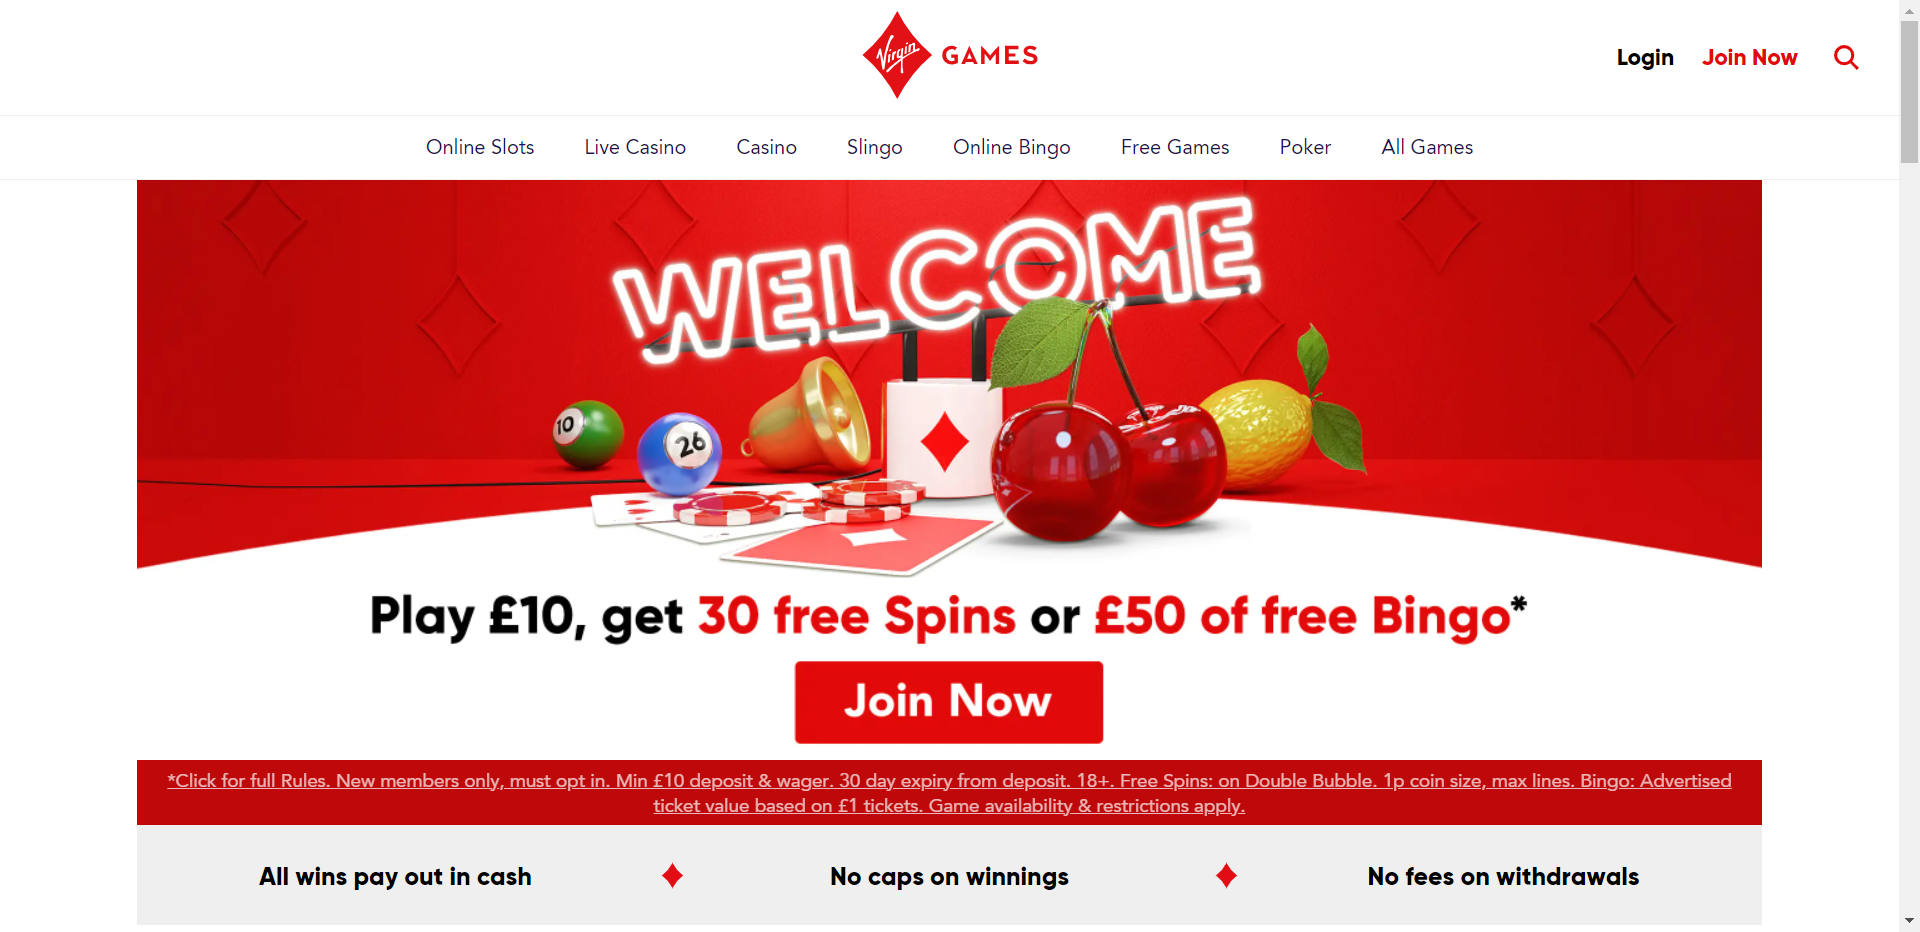 Virgin GAMES
Login Join Now
Online Slots Live Casino Casino Slingo Online Bingo Free Games Poker All Games
WELCOME
10
26
Play £10, get 30 free Spins or £50 of free Bingo*
Join Now
*Click for full Rules. New members only, must opt in. Min £10 deposit & wager. 30 day expiry from deposit. 18+. Free Spins: on Double Bubble. 1p coin size, max lines. Bingo: Advertised
ticket value based on £1 tickets. Game availability & restrictions apply.
All wins pay out in cash No caps on winnings No fees on withdrawals